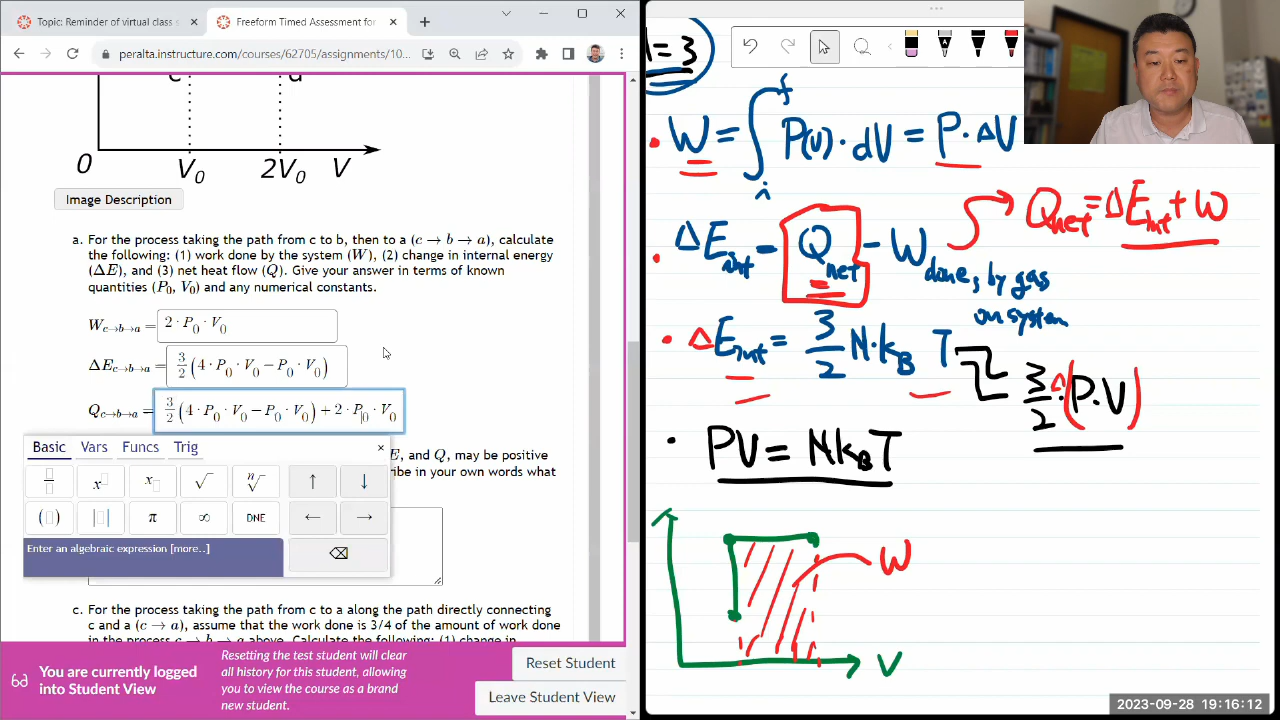 Topic: Reminder of virtual class s
Freeform Timed Assessment for
peralta.instructure.com/courses/62185/assignments/10...
c
d
0 V₀ 2V₀ V
mage Description
a. For the process taking the path from c to b, then to a (c → b → a), calculate
the following: (1) work done by the system (W), (2) change in internal energy
(ΔE), and (3) net heat flow (Q). Give your answer in terms of known
quantities (P₀, V₀) and any numerical constants.
W c→b→a = 2 · P₀ · V₀
ΔE c→b→a = 3/2 (4 · P₀ · V₀ − P₀ · V₀)
Q c→b→a = 3/2 (4 · P₀ · V₀ − P₀ · V₀) + 2 · P₀ · V₀
Basic Vars Funcs Trig ×
E, and Q, may be positive
ribe in your own words what
√ ⁿ√ ↑ ↓
(▯) |▯| π ∞ DNE ← →
Enter an algebraic expression [more..]
c. For the process taking the path from c to a along the path directly connecting
c and a (c → a), assume that the work done is 3/4 of the amount of work done
in the process c → b → a above. Calculate the following: (1) change in
You are currently logged
into Student View
Resetting the test student will clear
all history for this student, allowing
you to view the course as a brand
new student.
Reset Student
Leave Student View
= 3
• W = ∫ᵢᶠ P(V) · dV = P · ΔV
Qnet = ΔEint + W
• ΔEint = Qnet − W done, by gas
on system
• ΔEint = 3/2 N · kB T
3/2 · Δ(P · V)
• PV = NkBT
W
V
2023-09-28 19:16:12